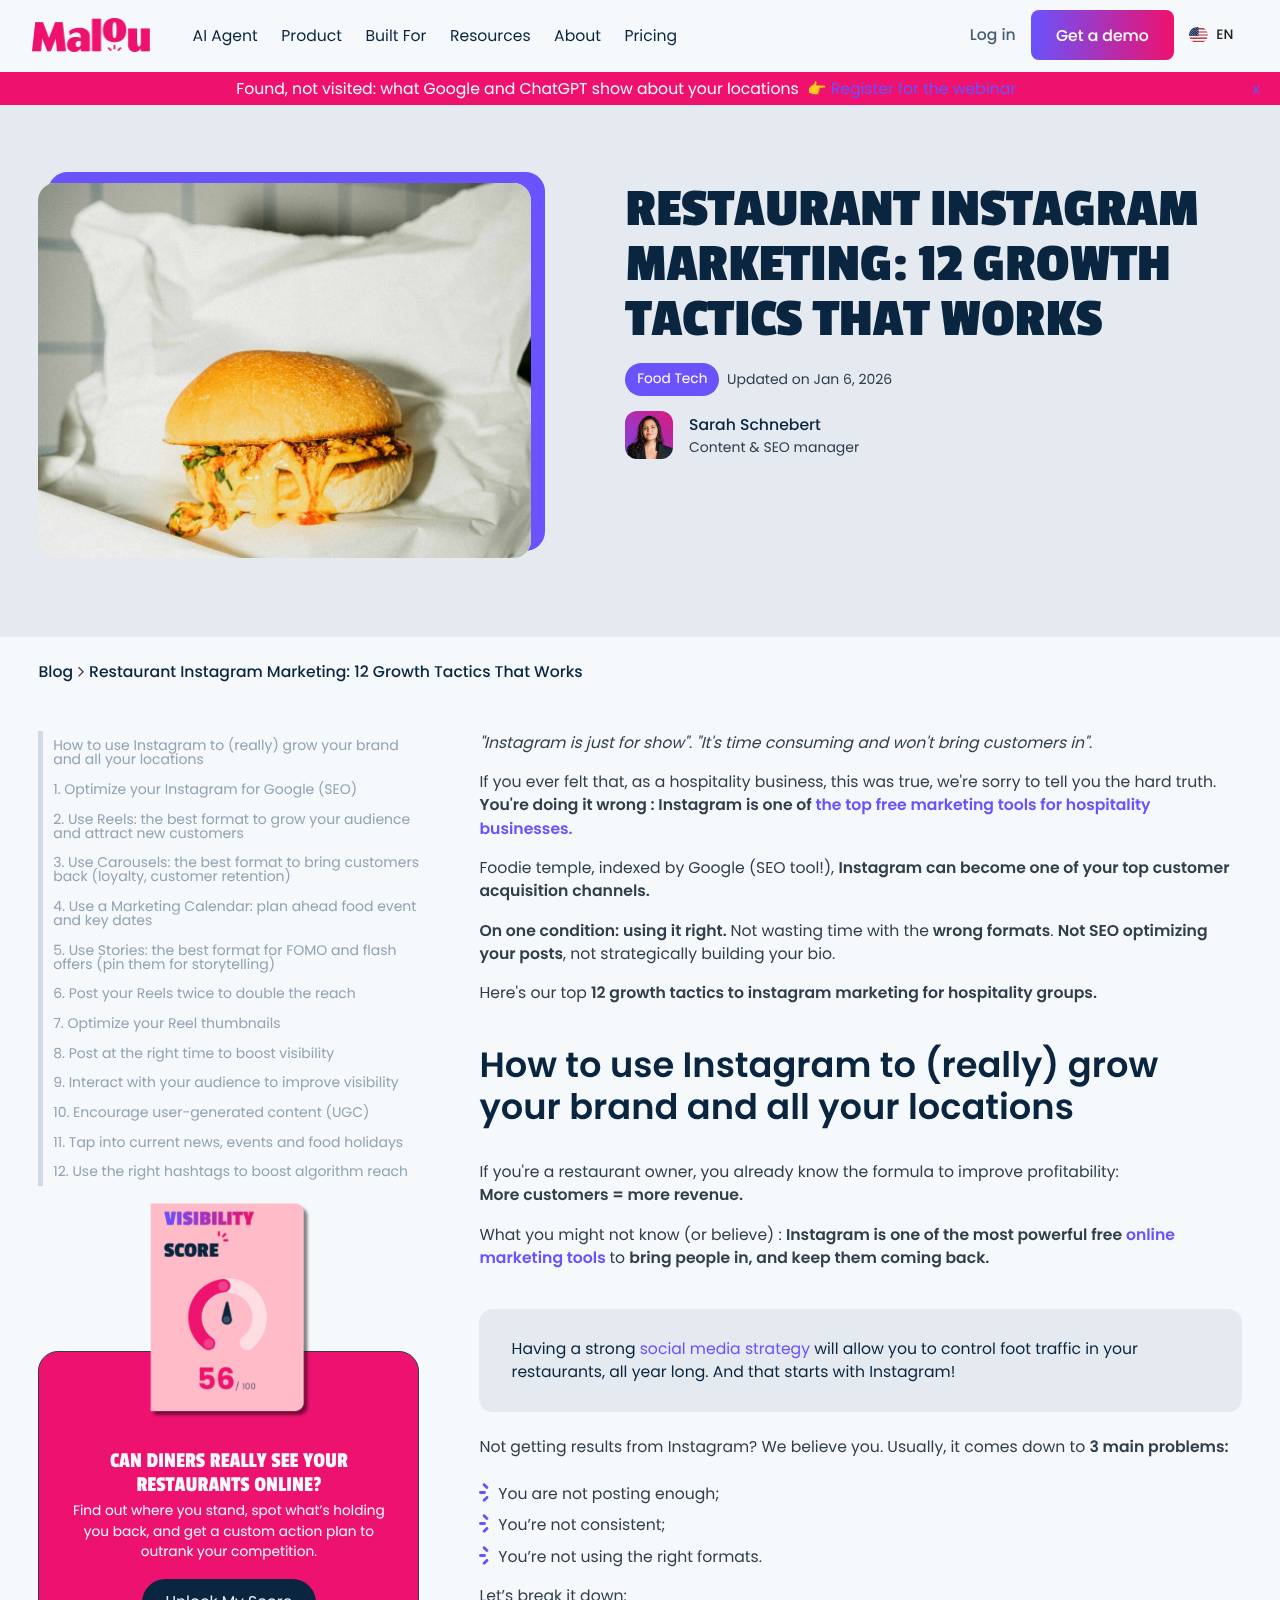 Malou
AI Agent Product Built For Resources About Pricing Log in Get a demo EN
Found, not visited: what Google and ChatGPT show about your locations 👉 Register for the webinar x
RESTAURANT INSTAGRAM
MARKETING: 12 GROWTH
TACTICS THAT WORKS
Food Tech Updated on Jan 6, 2026
Sarah Schnebert
Content & SEO manager
Blog > Restaurant Instagram Marketing: 12 Growth Tactics That Works
How to use Instagram to (really) grow your brand
and all your locations
1. Optimize your Instagram for Google (SEO)
2. Use Reels: the best format to grow your audience
and attract new customers
3. Use Carousels: the best format to bring customers
back (loyalty, customer retention)
4. Use a Marketing Calendar: plan ahead food event
and key dates
5. Use Stories: the best format for FOMO and flash
offers (pin them for storytelling)
6. Post your Reels twice to double the reach
7. Optimize your Reel thumbnails
8. Post at the right time to boost visibility
9. Interact with your audience to improve visibility
10. Encourage user-generated content (UGC)
11. Tap into current news, events and food holidays
12. Use the right hashtags to boost algorithm reach
VISIBILITY
SCORE
56 / 100
CAN DINERS REALLY SEE YOUR
RESTAURANTS ONLINE?
Find out where you stand, spot what's holding
you back, and get a custom action plan to
outrank your competition.
Unlock My Score
"Instagram is just for show". "It's time consuming and won't bring customers in".
If you ever felt that, as a hospitality business, this was true, we're sorry to tell you the hard truth.
You're doing it wrong : Instagram is one of the top free marketing tools for hospitality
businesses.
Foodie temple, indexed by Google (SEO tool!), Instagram can become one of your top customer
acquisition channels.
On one condition: using it right. Not wasting time with the wrong formats. Not SEO optimizing
your posts, not strategically building your bio.
Here's our top 12 growth tactics to instagram marketing for hospitality groups.
How to use Instagram to (really) grow
your brand and all your locations
If you're a restaurant owner, you already know the formula to improve profitability:
More customers = more revenue.
What you might not know (or believe) : Instagram is one of the most powerful free online
marketing tools to bring people in, and keep them coming back.
Having a strong social media strategy will allow you to control foot traffic in your
restaurants, all year long. And that starts with Instagram!
Not getting results from Instagram? We believe you. Usually, it comes down to 3 main problems:
You are not posting enough;
You're not consistent;
You're not using the right formats.
Let's break it down: